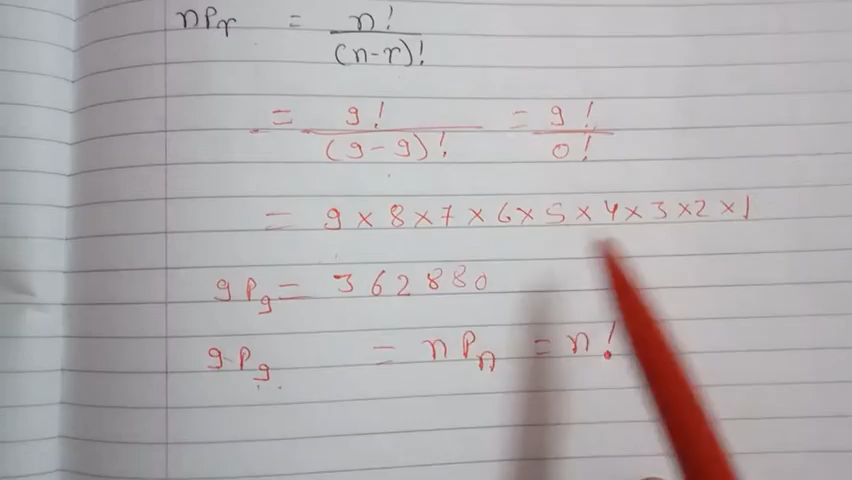 nPr = n! / (n-r)!
= 9! / (9-9)! = 9! / 0!
= 9 × 8 × 7 × 6 × 5 × 4 × 3 × 2 × 1
9P9 = 362880
9P9 = nPn = n!